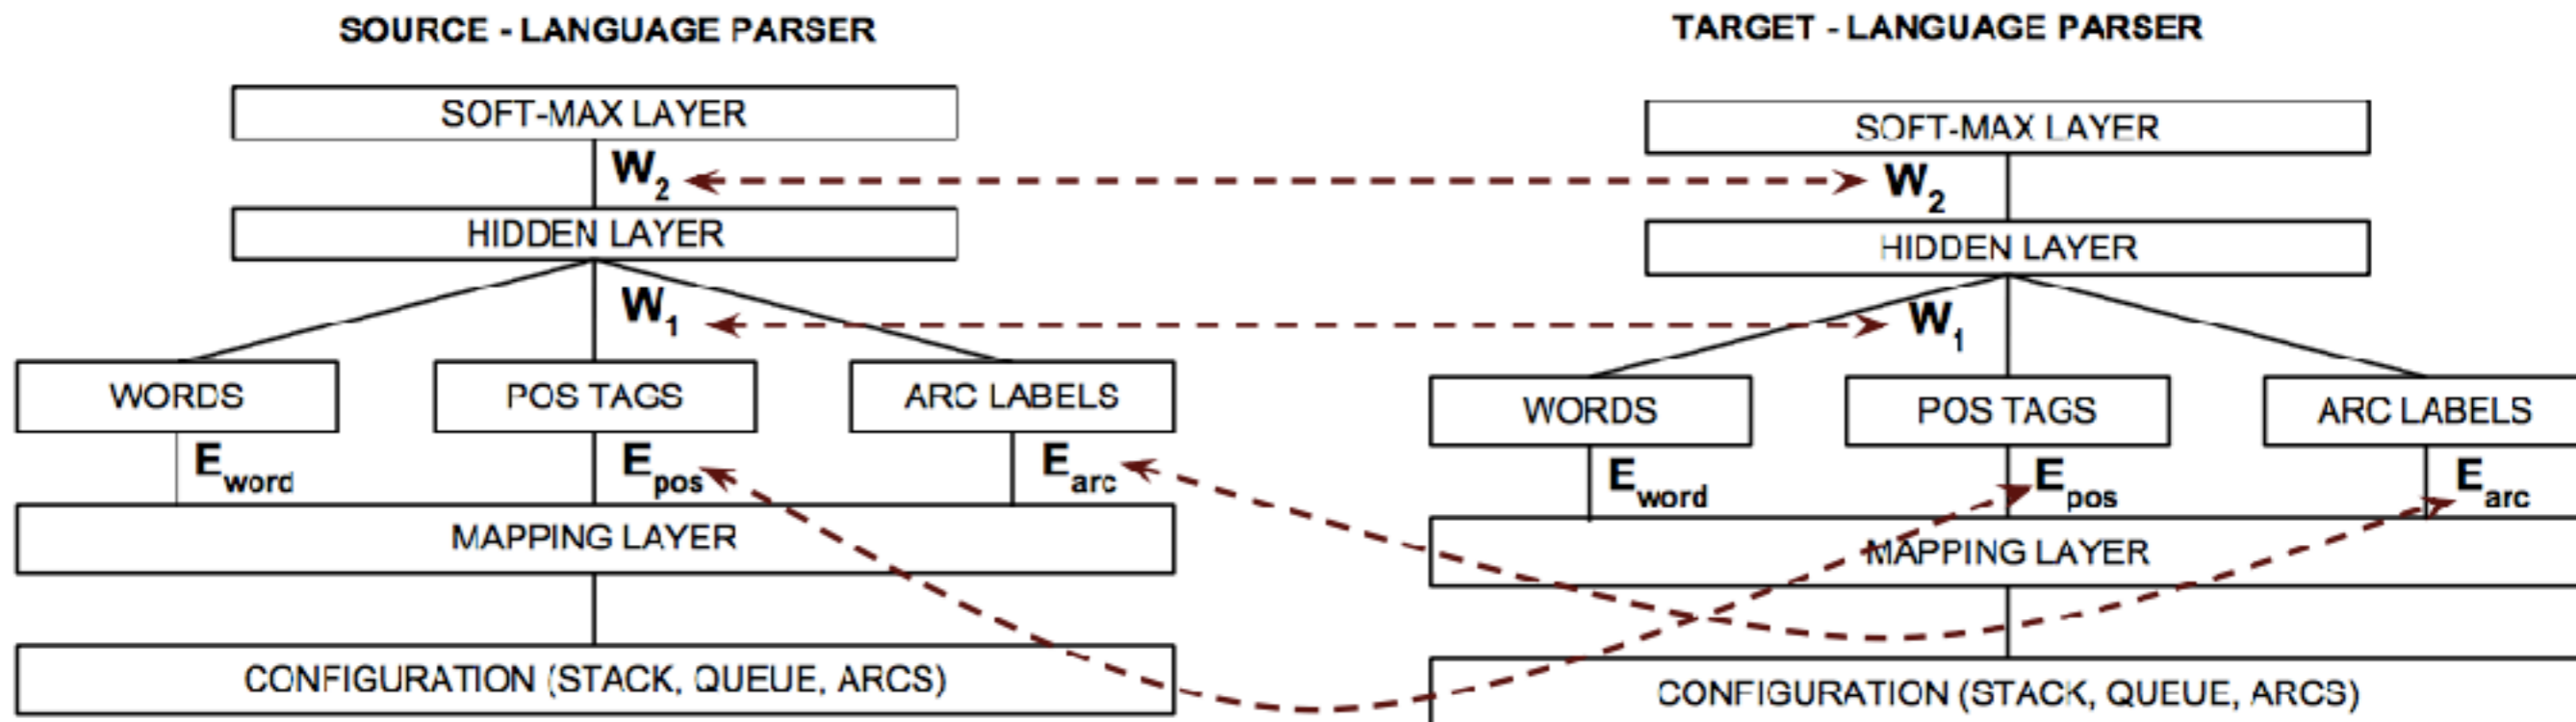 SOURCE - LANGUAGE PARSER
SOFT-MAX LAYER
W2
HIDDEN LAYER
W1
WORDS
POS TAGS
ARC LABELS
Eword
Epos
Earc
MAPPING LAYER
CONFIGURATION (STACK, QUEUE, ARCS)
TARGET - LANGUAGE PARSER
SOFT-MAX LAYER
W2
HIDDEN LAYER
W1
WORDS
POS TAGS
ARC LABELS
Eword
Epos
Earc
MAPPING LAYER
CONFIGURATION (STACK, QUEUE, ARCS)